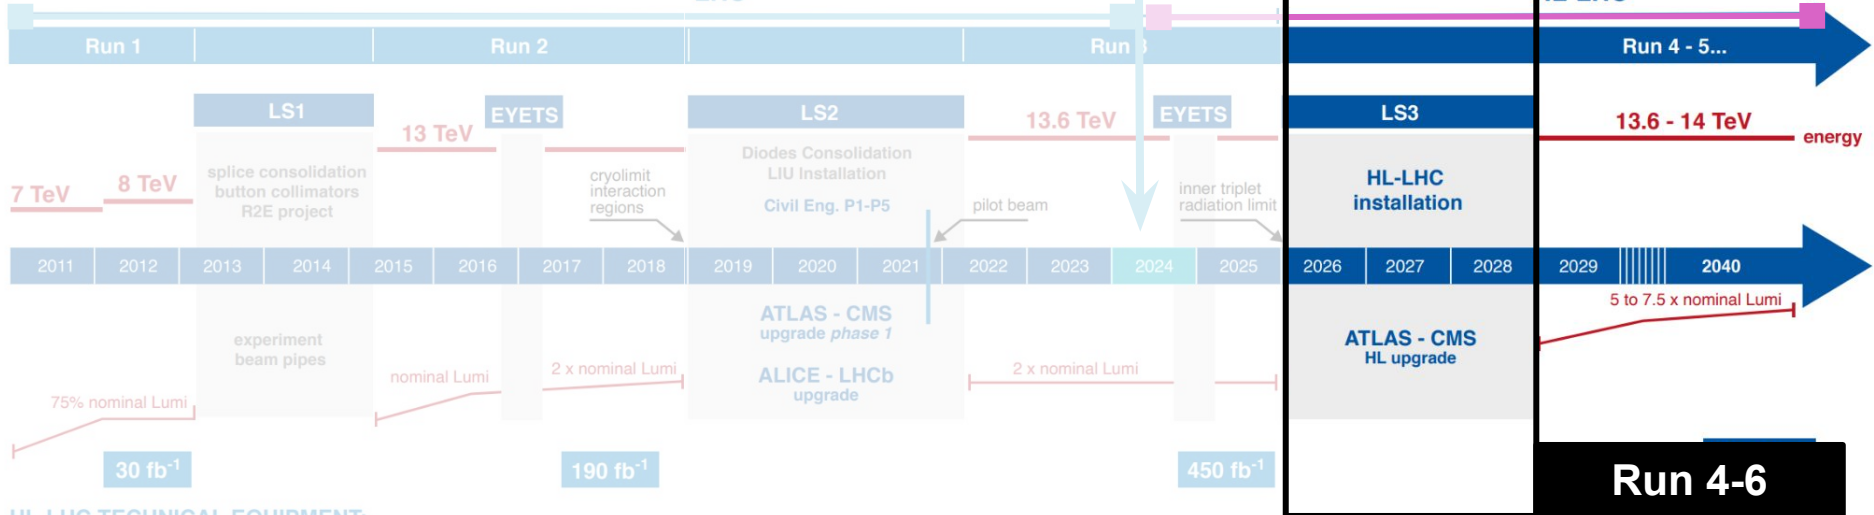 Run 1
Run 2
Run 3
Run 4 - 5...
LS1
EYETS
LS2
EYETS
LS3
13 TeV
13.6 TeV
13.6 - 14 TeV
energy
7 TeV
8 TeV
splice consolidation
button collimators
R2E project
cryolimit
interaction
regions
Diodes Consolidation
LIU Installation
Civil Eng. P1-P5
pilot beam
inner triplet
radiation limit
HL-LHC
installation
2011
2012
2013
2014
2015
2016
2017
2018
2019
2020
2021
2022
2023
2024
2025
2026
2027
2028
2029
2040
5 to 7.5 x nominal Lumi
experiment
beam pipes
ATLAS - CMS
upgrade phase 1
ATLAS - CMS
HL upgrade
75% nominal Lumi
nominal Lumi
2 x nominal Lumi
ALICE - LHCb
upgrade
2 x nominal Lumi
30 fb-1
190 fb-1
450 fb-1
Run 4-6
HL-LHC TECHNICAL EQUIPMENT: